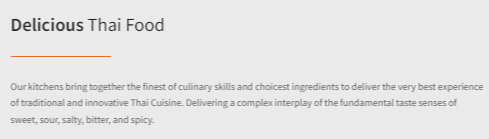 Delicious Thai Food
Our kitchens bring together the finest of culinary skills and choicest ingredients to deliver the very best experience
of traditional and innovative Thai Cuisine. Delivering a complex interplay of the fundamental taste senses of
sweet, sour, salty, bitter, and spicy.